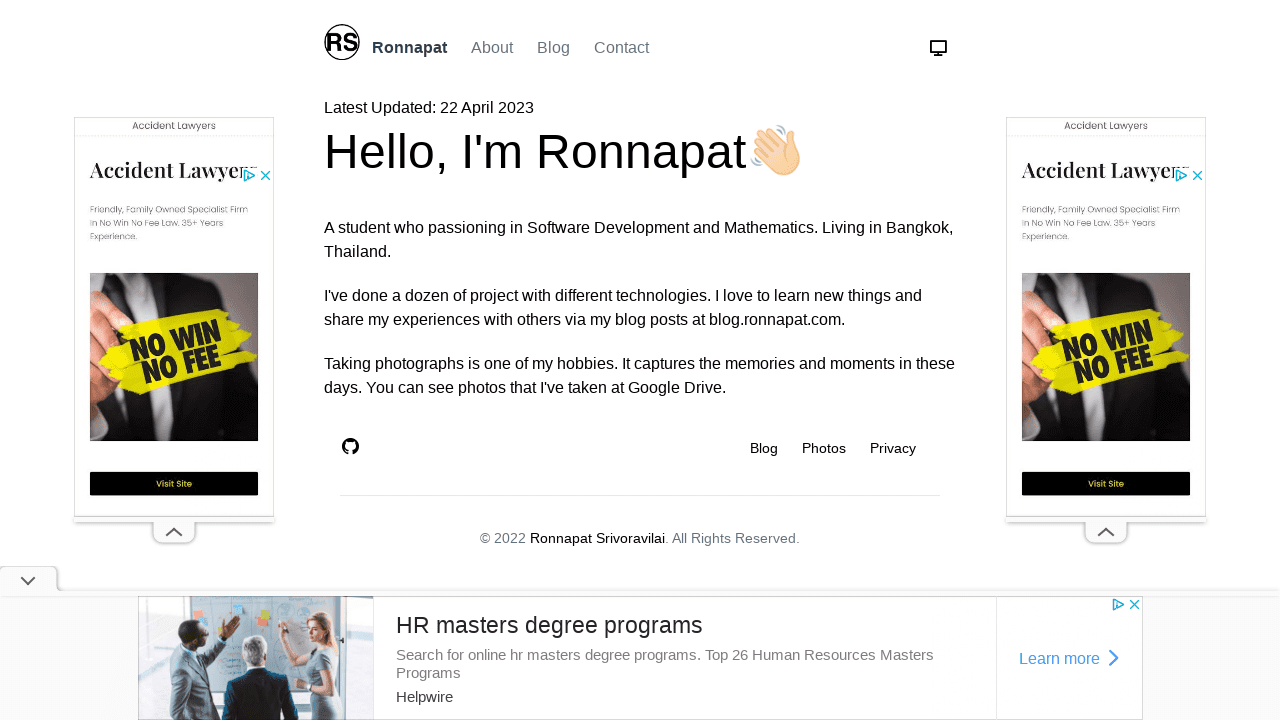 RS Ronnapat About Blog Contact
Latest Updated: 22 April 2023
Hello, I'm Ronnapat
A student who passioning in Software Development and Mathematics. Living in Bangkok,
Thailand.
I've done a dozen of project with different technologies. I love to learn new things and
share my experiences with others via my blog posts at blog.ronnapat.com.
Taking photographs is one of my hobbies. It captures the memories and moments in these
days. You can see photos that I've taken at Google Drive.
Blog Photos Privacy
© 2022 Ronnapat Srivoravilai. All Rights Reserved.
Accident Lawyers
Accident Lawyers
Friendly, Family Owned Specialist Firm
In No Win No Fee Law. 35+ Years
Experience.
NO WIN
NO FEE
Visit Site
Accident Lawyers
Accident Lawyers
Friendly, Family Owned Specialist Firm
In No Win No Fee Law. 35+ Years
Experience.
NO WIN
NO FEE
Visit Site
HR masters degree programs
Search for online hr masters degree programs. Top 26 Human Resources Masters
Programs
Helpwire
Learn more